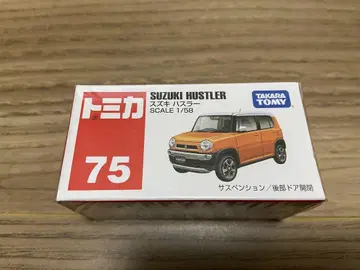 トミカ
75
SUZUKI HUSTLER
スズキ ハスラー
SCALE 1/58
TAKARA
TOMY
サスペンション/後部ドア開閉